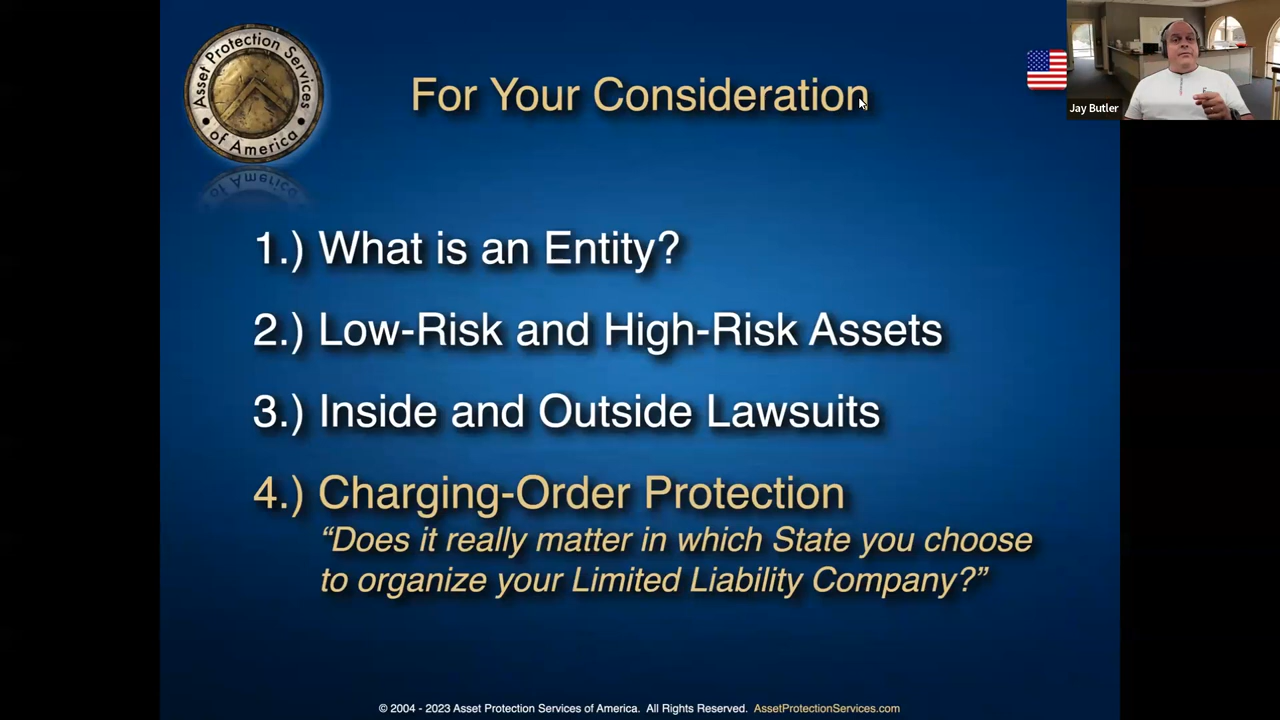 Asset Protection Services
of America
For Your Consideration
Jay Butler
of America
1.) What is an Entity?
2.) Low-Risk and High-Risk Assets
3.) Inside and Outside Lawsuits
4.) Charging-Order Protection
“Does it really matter in which State you choose
to organize your Limited Liability Company?”
© 2004 - 2023 Asset Protection Services of America. All Rights Reserved. AssetProtectionServices.com